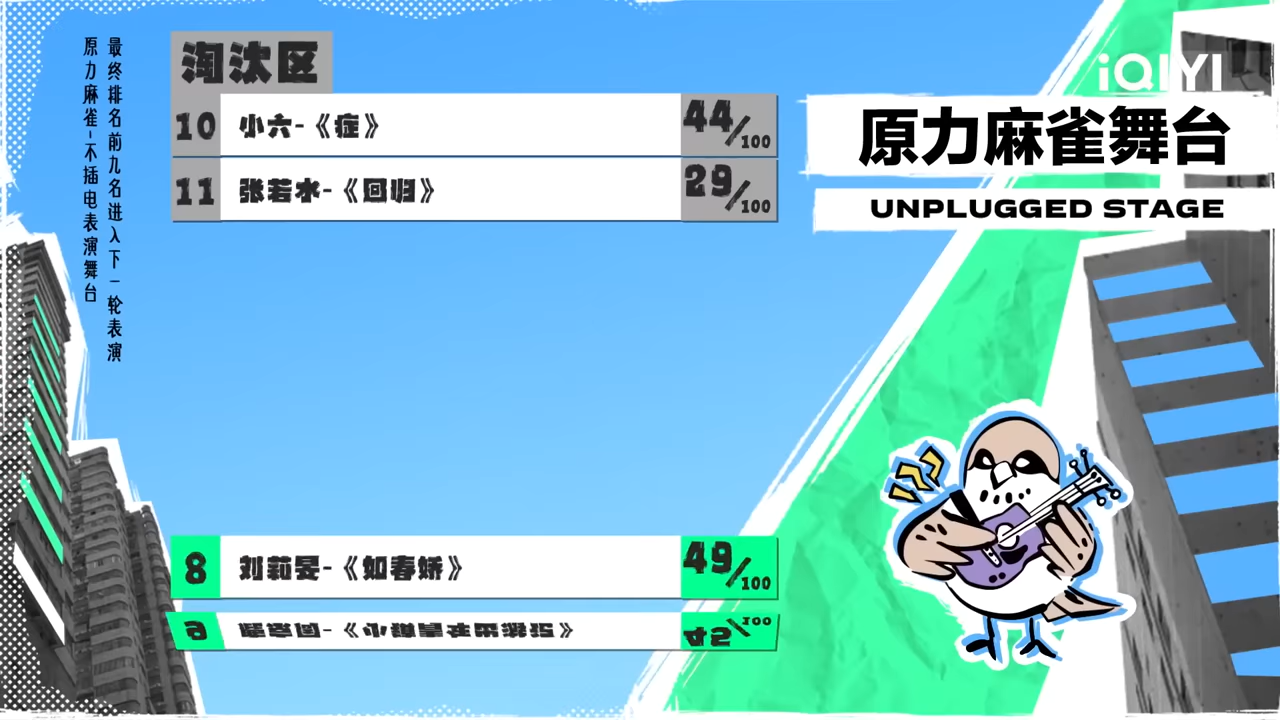 最终排名前九名进入下一轮表演
原力麻雀-不插电表演舞台
淘汰区
10 小六-《症》 44/100
11 张若水-《回归》 29/100
8 刘莉旻-《如春娇》 49/100
9 45/100
iQIYI
原力麻雀舞台
UNPLUGGED STAGE